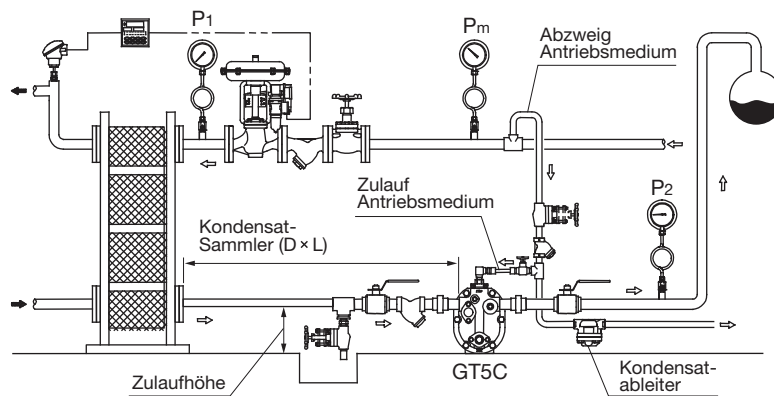 P1
Pm
Abzweig
Antriebsmedium
Zulauf
Antriebsmedium
P2
Kondensat-
Sammler (D × L)
Zulaufhöhe
GT5C
Kondensat-
ableiter